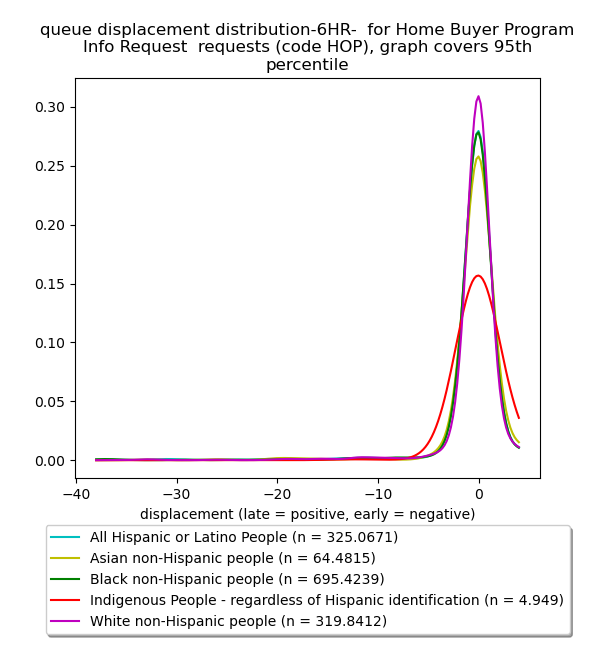 queue displacement distribution-6HR-  for Home Buyer Program
Info Request  requests (code HOP), graph covers 95th
percentile
0.30
0.25
0.20
0.15
0.10
0.05
0.00
−40 −30 −20 −10 0
displacement (late = positive, early = negative)
All Hispanic or Latino People (n = 325.0671)
Asian non-Hispanic people (n = 64.4815)
Black non-Hispanic people (n = 695.4239)
Indigenous People - regardless of Hispanic identification (n = 4.949)
White non-Hispanic people (n = 319.8412)